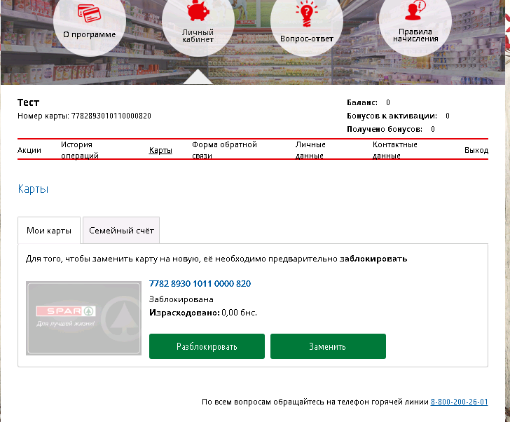 О программе
Личный
кабинет
Вопрос-ответ
Правила
начисления
Тест
Номер карты: 7782893010110000820
Баланс: 0
Бонусов к активации: 0
Получено бонусов: 0
Акции
История
операций
Карты
Форма обратной
связи
Личные
данные
Контактные
данные
Выход
Карты
Мои карты
Семейный счёт
Для того, чтобы заменить карту на новую, её необходимо предварительно заблокировать
7782 8930 1011 0000 820
Заблокирована
Израсходовано: 0,00 бнс.
SPAR
Для лучшей жизни!
Разблокировать
Заменить
По всем вопросам обращайтесь на телефон горячей линии 8-800-200-26-01